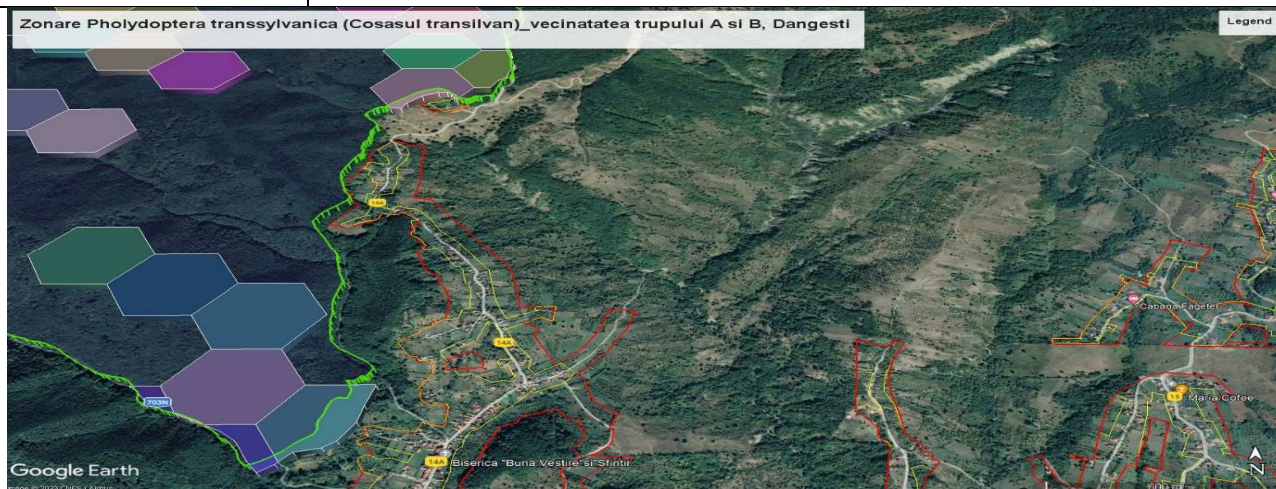 Zonare Pholydoptera transsylvanica (Cosasul transilvan)_vecinatatea trupului A si B, Dangesti
Legend
14A
14A
Cabana Fagetel
703N
15
Maria Cofee
14A
Biserica "Buna Vestire" si "Sfintii...
Google Earth
N